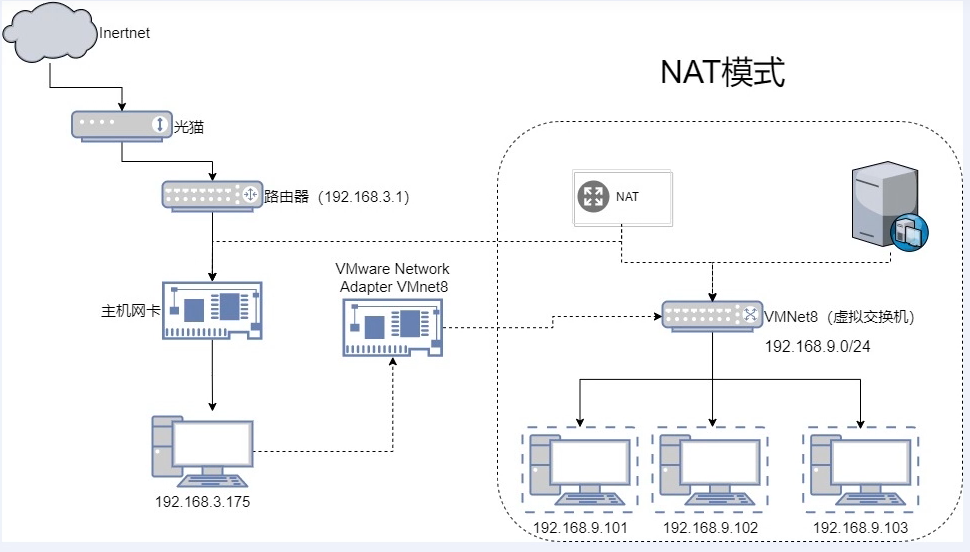 Inertnet
NAT模式
光猫
路由器（192.168.3.1）
NAT
VMware Network
Adapter VMnet8
主机网卡
VMNet8（虚拟交换机）
192.168.9.0/24
192.168.3.175
192.168.9.101
192.168.9.102
192.168.9.103